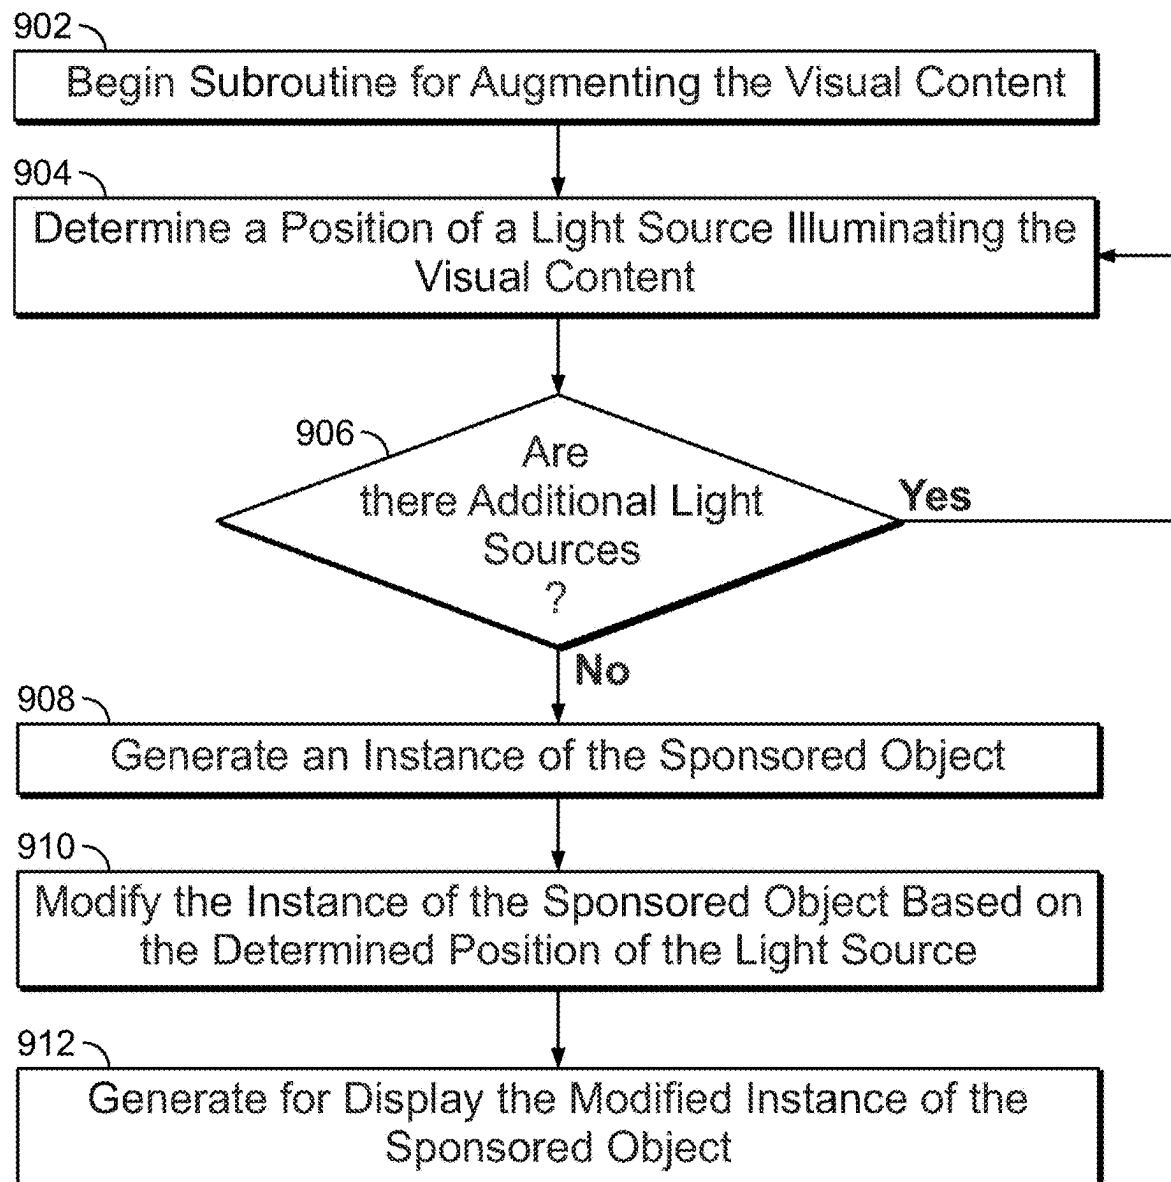 902
Begin Subroutine for Augmenting the Visual Content
904
Determine a Position of a Light Source Illuminating the
Visual Content
906
Are
there Additional Light
Sources
?
Yes
No
908
Generate an Instance of the Sponsored Object
910
Modify the Instance of the Sponsored Object Based on
the Determined Position of the Light Source
912
Generate for Display the Modified Instance of the
Sponsored Object